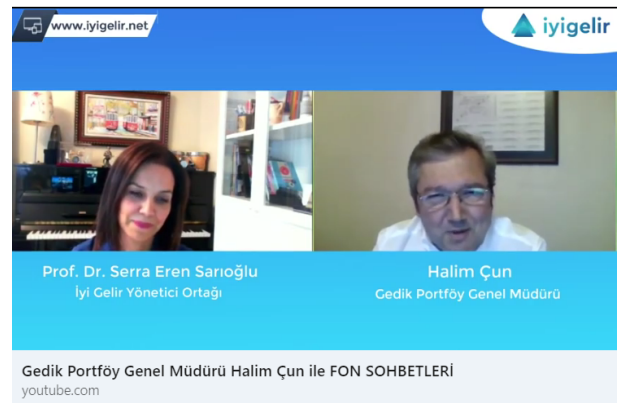 www.iyigelir.net
iyigelir
Prof. Dr. Serra Eren Sarıoğlu
İyi Gelir Yönetici Ortağı
Halim Çun
Gedik Portföy Genel Müdürü
Gedik Portföy Genel Müdürü Halim Çun ile FON SOHBETLERİ
youtube.com